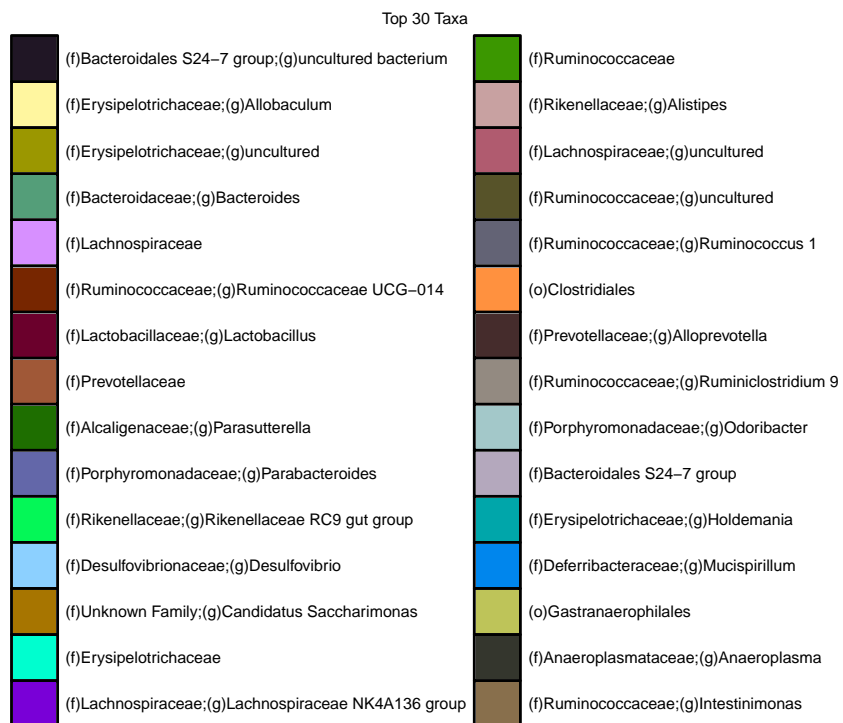 Top 30 Taxa
(f)Bacteroidales S24−7 group;(g)uncultured bacterium
(f)Erysipelotrichaceae;(g)Allobaculum
(f)Erysipelotrichaceae;(g)uncultured
(f)Bacteroidaceae;(g)Bacteroides
(f)Lachnospiraceae
(f)Ruminococcaceae;(g)Ruminococcaceae UCG−014
(f)Lactobacillaceae;(g)Lactobacillus
(f)Prevotellaceae
(f)Alcaligenaceae;(g)Parasutterella
(f)Porphyromonadaceae;(g)Parabacteroides
(f)Rikenellaceae;(g)Rikenellaceae RC9 gut group
(f)Desulfovibrionaceae;(g)Desulfovibrio
(f)Unknown Family;(g)Candidatus Saccharimonas
(f)Erysipelotrichaceae
(f)Lachnospiraceae;(g)Lachnospiraceae NK4A136 group
(f)Ruminococcaceae
(f)Rikenellaceae;(g)Alistipes
(f)Lachnospiraceae;(g)uncultured
(f)Ruminococcaceae;(g)uncultured
(f)Ruminococcaceae;(g)Ruminococcus 1
(o)Clostridiales
(f)Prevotellaceae;(g)Alloprevotella
(f)Ruminococcaceae;(g)Ruminiclostridium 9
(f)Porphyromonadaceae;(g)Odoribacter
(f)Bacteroidales S24−7 group
(f)Erysipelotrichaceae;(g)Holdemania
(f)Deferribacteraceae;(g)Mucispirillum
(o)Gastranaerophilales
(f)Anaeroplasmataceae;(g)Anaeroplasma
(f)Ruminococcaceae;(g)Intestinimonas